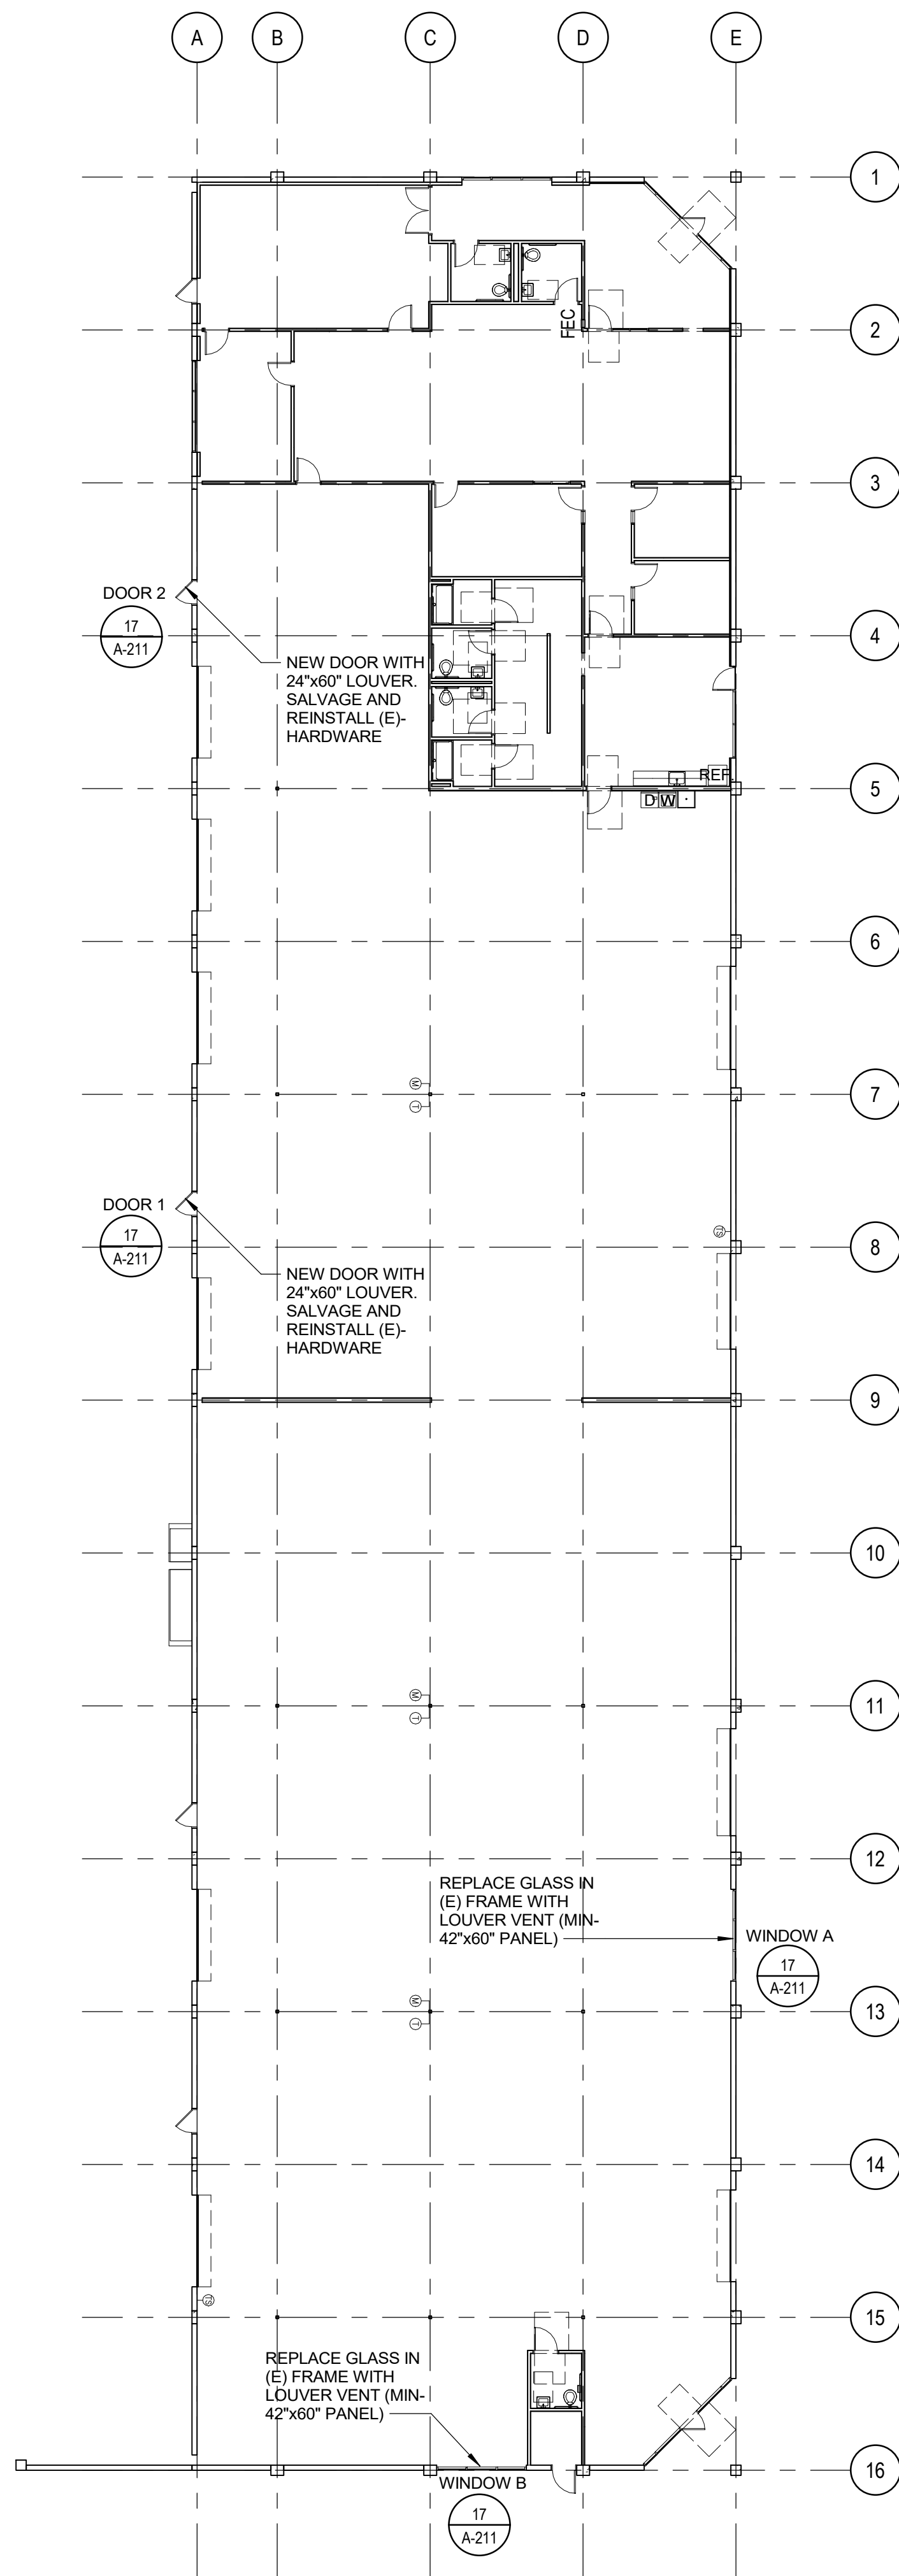 A
B
C
D
E
1
2
FEC
3
DOOR 2
17
A-211
4
NEW DOOR WITH
24"x60" LOUVER.
SALVAGE AND
REINSTALL (E)-
HARDWARE
REF
5
D W
6
M
7
T
DOOR 1
17
A-211
TS
8
NEW DOOR WITH
24"x60" LOUVER.
SALVAGE AND
REINSTALL (E)-
HARDWARE
9
10
M
11
T
12
REPLACE GLASS IN
(E) FRAME WITH
LOUVER VENT (MIN-
42"x60" PANEL)
WINDOW A
17
A-211
M
13
T
14
TS
15
REPLACE GLASS IN
(E) FRAME WITH
LOUVER VENT (MIN-
42"x60" PANEL)
16
WINDOW B
17
A-211